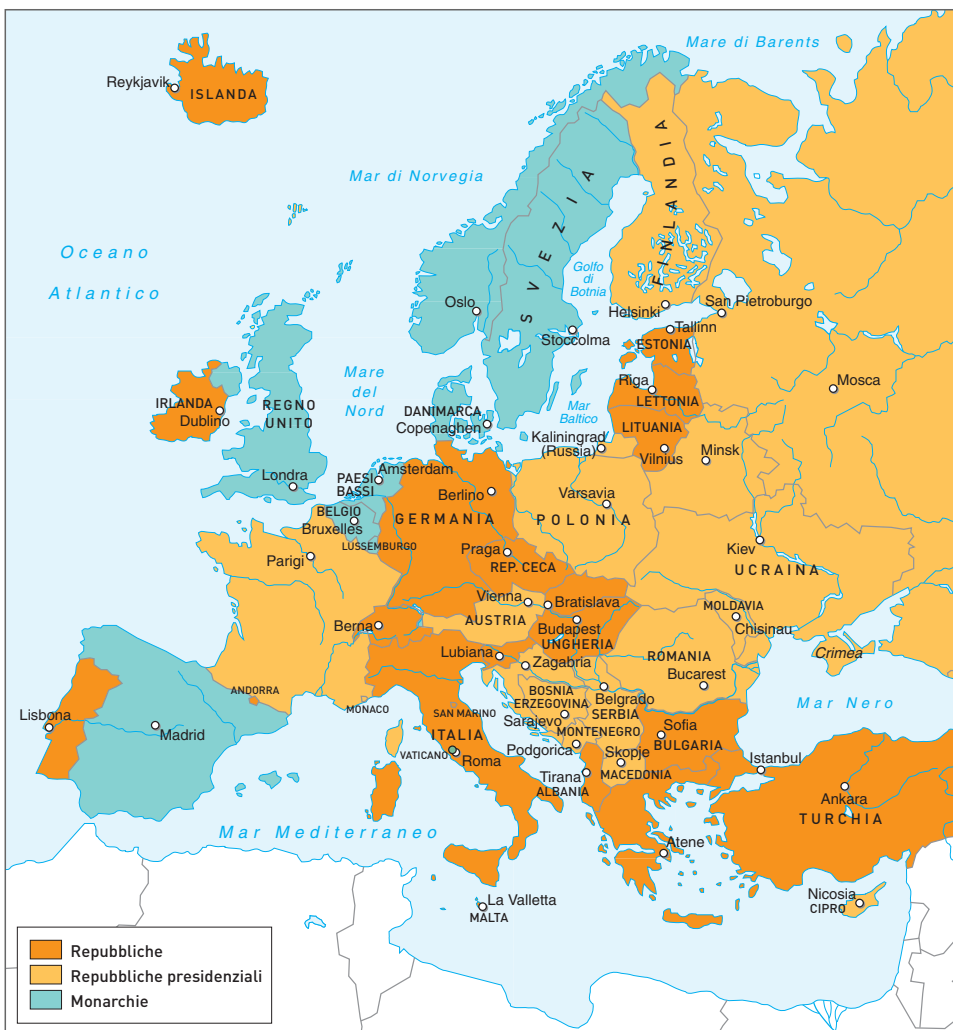 Mare di Barents
Reykjavik
ISLANDA
Mar di Norvegia
Oceano
Atlantico
SVEZIA
FINLANDIA
Golfo
di
Botnia
Oslo
Helsinki
San Pietroburgo
Stoccolma
Tallinn
ESTONIA
Mare
del
Nord
Riga
LETTONIA
Mosca
IRLANDA
Dublino
REGNO
UNITO
DANIMARCA
Copenaghen
Mar
Baltico
LITUANIA
Kaliningrad
(Russia)
Vilnius
Minsk
Londra
PAESI
BASSI
Amsterdam
Berlino
Varsavia
BELGIO
Bruxelles
GERMANIA
POLONIA
LUSSEMBURGO
Parigi
Praga
REP. CECA
Kiev
UCRAINA
Vienna
Bratislava
AUSTRIA
MOLDAVIA
Chisinau
Berna
Budapest
UNGHERIA
Lubiana
Zagabria
ROMANIA
Crimea
Bucarest
ANDORRA
MONACO
SAN MARINO
BOSNIA
ERZEGOVINA
Belgrado
SERBIA
Mar Nero
Lisbona
Madrid
ITALIA
Sarajevo
MONTENEGRO
Sofia
BULGARIA
VATICANO
Roma
Podgorica
Skopje
MACEDONIA
Istanbul
Tirana
ALBANIA
Ankara
TURCHIA
Mar Mediterraneo
Atene
La Valletta
MALTA
Nicosia
CIPRO
Repubbliche
Repubbliche presidenziali
Monarchie